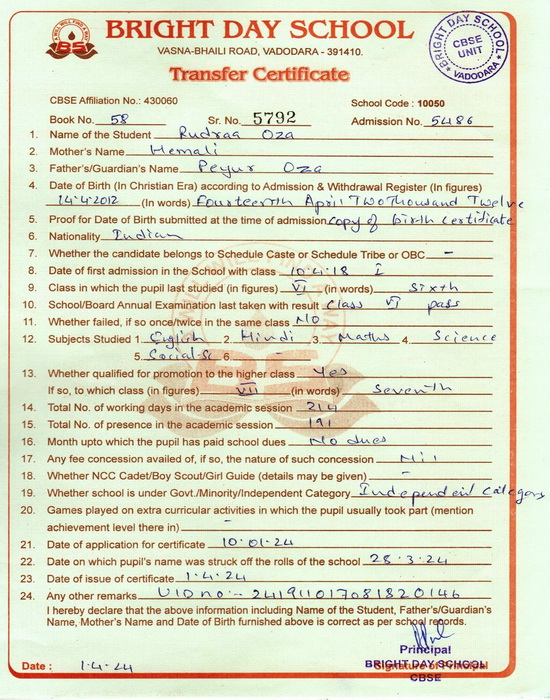 WILL WILL FIND A WAY
BS
BRIGHT DAY SCHOOL
VASNA-BHAILI ROAD, VADODARA - 391410.
Transfer Certificate
BRIGHT DAY SCHOOL
CBSE
UNIT
VADODARA
CBSE Affiliation No.: 430060
School Code : 10050
Book No. 58 Sr. No. 5792 Admission No. 5486
1. Name of the Student Rudraa Oza
2. Mother's Name Hemali
3. Father's/Guardian's Name Peyur Oza
4. Date of Birth (In Christian Era) according to Admission & Withdrawal Register (In figures)
14-4-2012 (In words) Fourteenth April Two Thousand Twelve
5. Proof for Date of Birth submitted at the time of admission copy of birth certificate
6. Nationality Indian
7. Whether the candidate belongs to Schedule Caste or Schedule Tribe or OBC -
8. Date of first admission in the School with class 10.4.18 I
9. Class in which the pupil last studied (in figures) VI (in words) Sixth
10. School/Board Annual Examination last taken with result Class VI pass
11. Whether failed, if so once/twice in the same class NO
12. Subjects Studied 1. English 2. Hindi 3. Maths 4. Science
5. Social.Sc 6. -
13. Whether qualified for promotion to the higher class Yes
If so, to which class (in figures) VII (in words) Seventh
14. Total No. of working days in the academic session 214
15. Total No. of presence in the academic session 191
16. Month upto which the pupil has paid school dues No dues
17. Any fee concession availed of, if so, the nature of such concession Nil
18. Whether NCC Cadet/Boy Scout/Girl Guide (details may be given) -
19. Whether school is under Govt./Minority/Independent Category Independent Category
20. Games played on extra curricular activities in which the pupil usually took part (mention
achievement level there in) -
21. Date of application for certificate 10-01-24
22. Date on which pupil's name was struck off the rolls of the school 28.3.24
23. Date of issue of certificate 1.4.24
24. Any other remarks UID no:- 241911017081820146
I hereby declare that the above information including Name of the Student, Father's/Guardian's
Name, Mother's Name and Date of Birth furnished above is correct as per school records.
Principal
BRIGHT DAY SCHOOL
Signature of Principal
CBSE
Date : 1.4.24